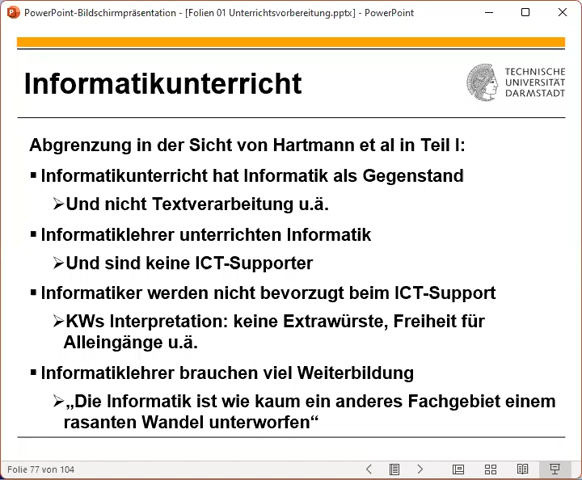 PowerPoint-Bildschirmpräsentation - [Folien 01 Unterrichtsvorbereitung.pptx] - PowerPoint
Informatikunterricht
TECHNISCHE
UNIVERSITÄT
DARMSTADT
Abgrenzung in der Sicht von Hartmann et al in Teil I:
▪ Informatikunterricht hat Informatik als Gegenstand
➢Und nicht Textverarbeitung u.ä.
▪ Informatiklehrer unterrichten Informatik
➢Und sind keine ICT-Supporter
▪ Informatiker werden nicht bevorzugt beim ICT-Support
➢KWs Interpretation: keine Extrawürste, Freiheit für
Alleingänge u.ä.
▪ Informatiklehrer brauchen viel Weiterbildung
➢„Die Informatik ist wie kaum ein anderes Fachgebiet einem
rasanten Wandel unterworfen“
Folie 77 von 104